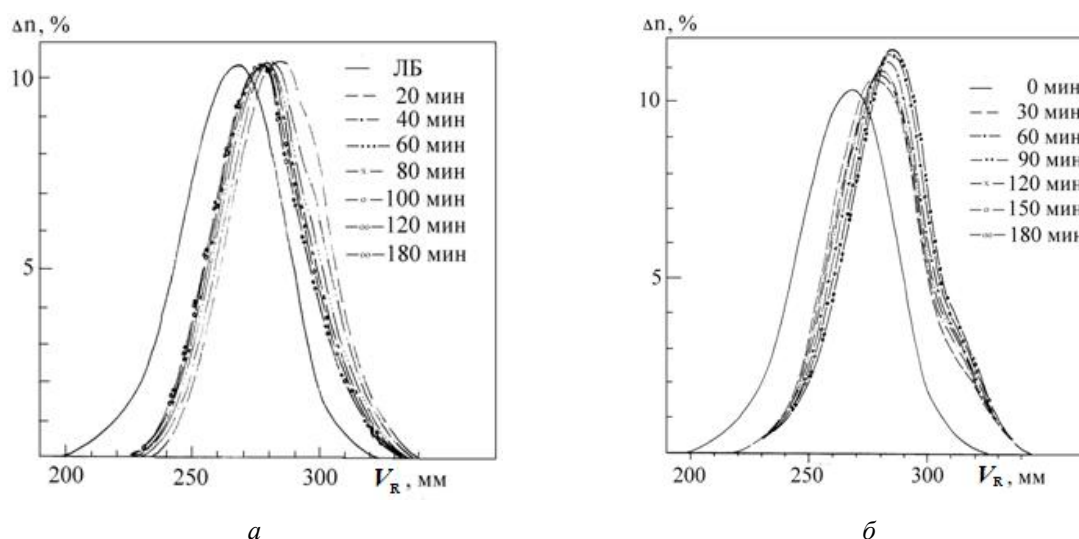 Δn, %
10
5
ЛБ
20 мин
40 мин
60 мин
80 мин
100 мин
120 мин
180 мин
200
250
300
V_R, мм
а
Δn, %
10
5
0 мин
30 мин
60 мин
90 мин
120 мин
150 мин
180 мин
200
250
300
V_R, мм
б